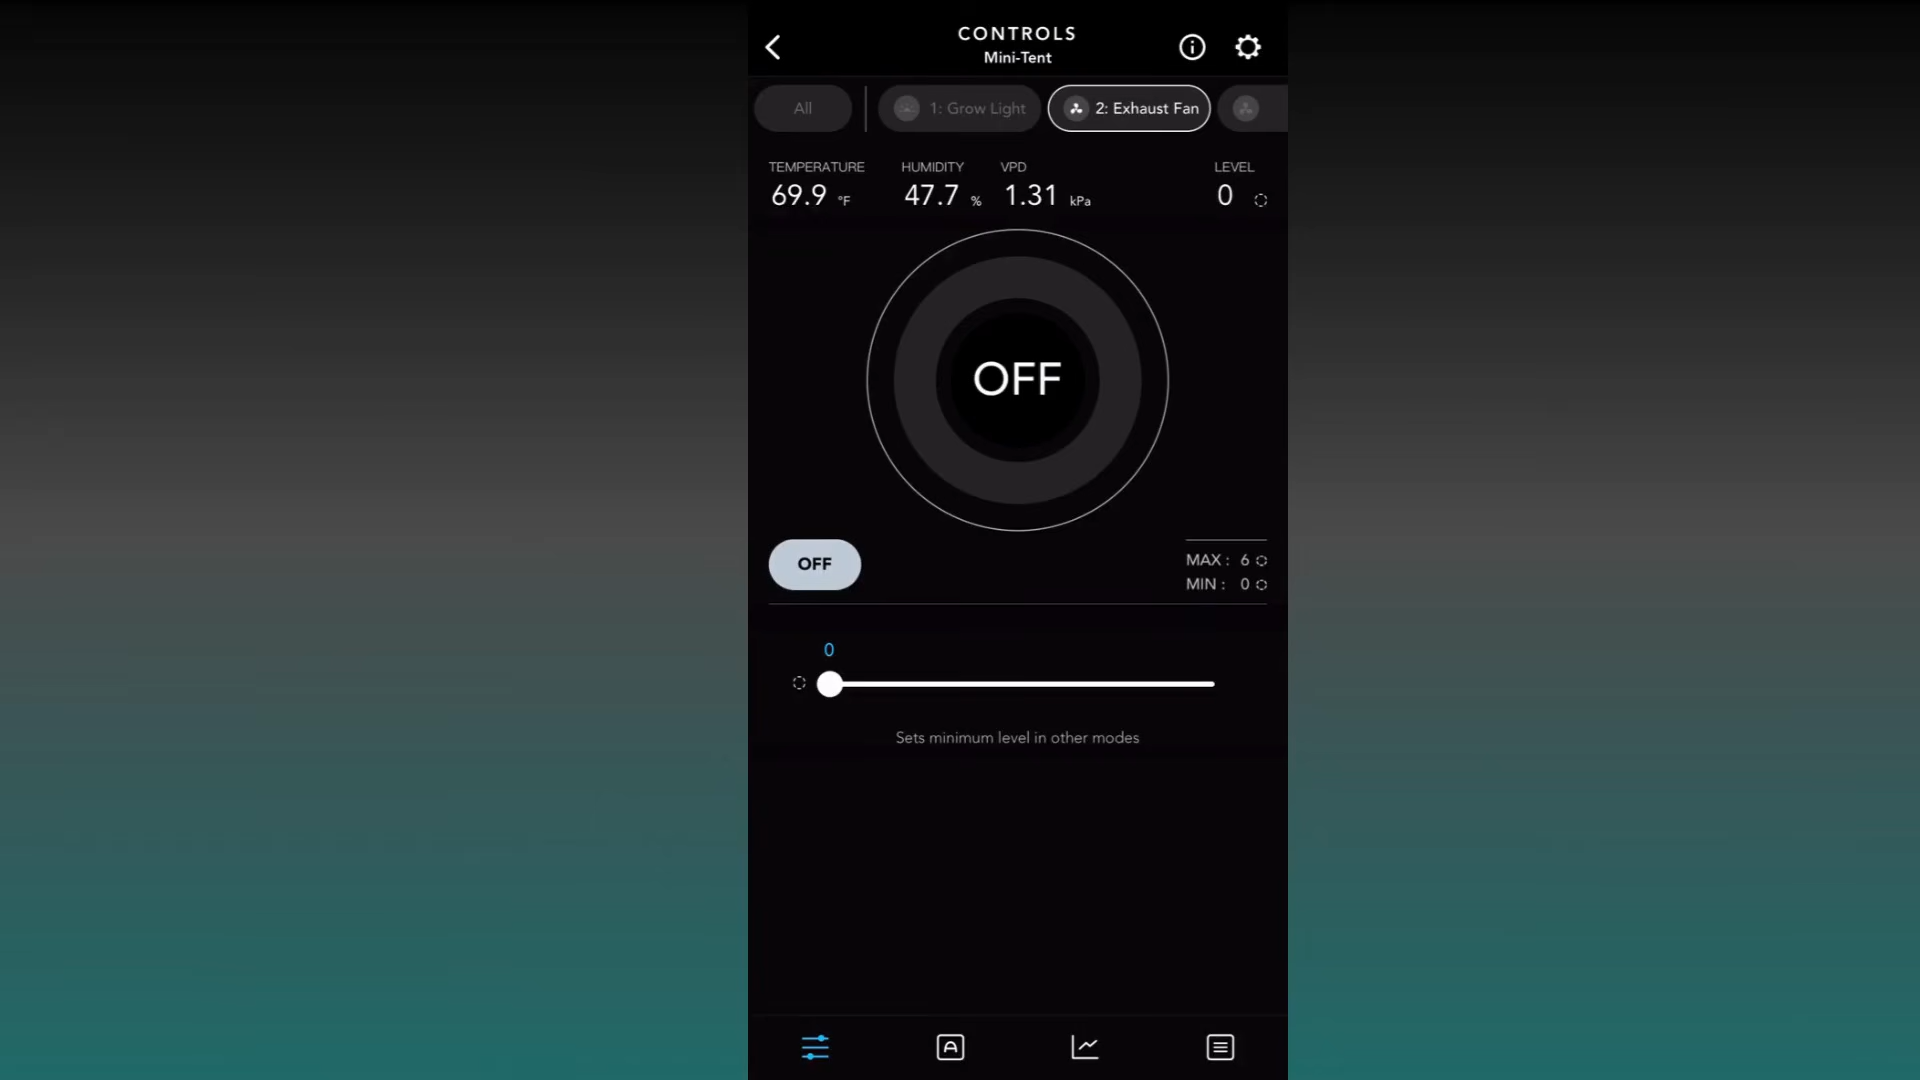 CONTROLS
Mini-Tent
All
1: Grow Light
2: Exhaust Fan
TEMPERATURE
69.9 °F
HUMIDITY
47.7 %
VPD
1.31 kPa
LEVEL
0
OFF
OFF
MAX : 6
MIN : 0
0
Sets minimum level in other modes
A